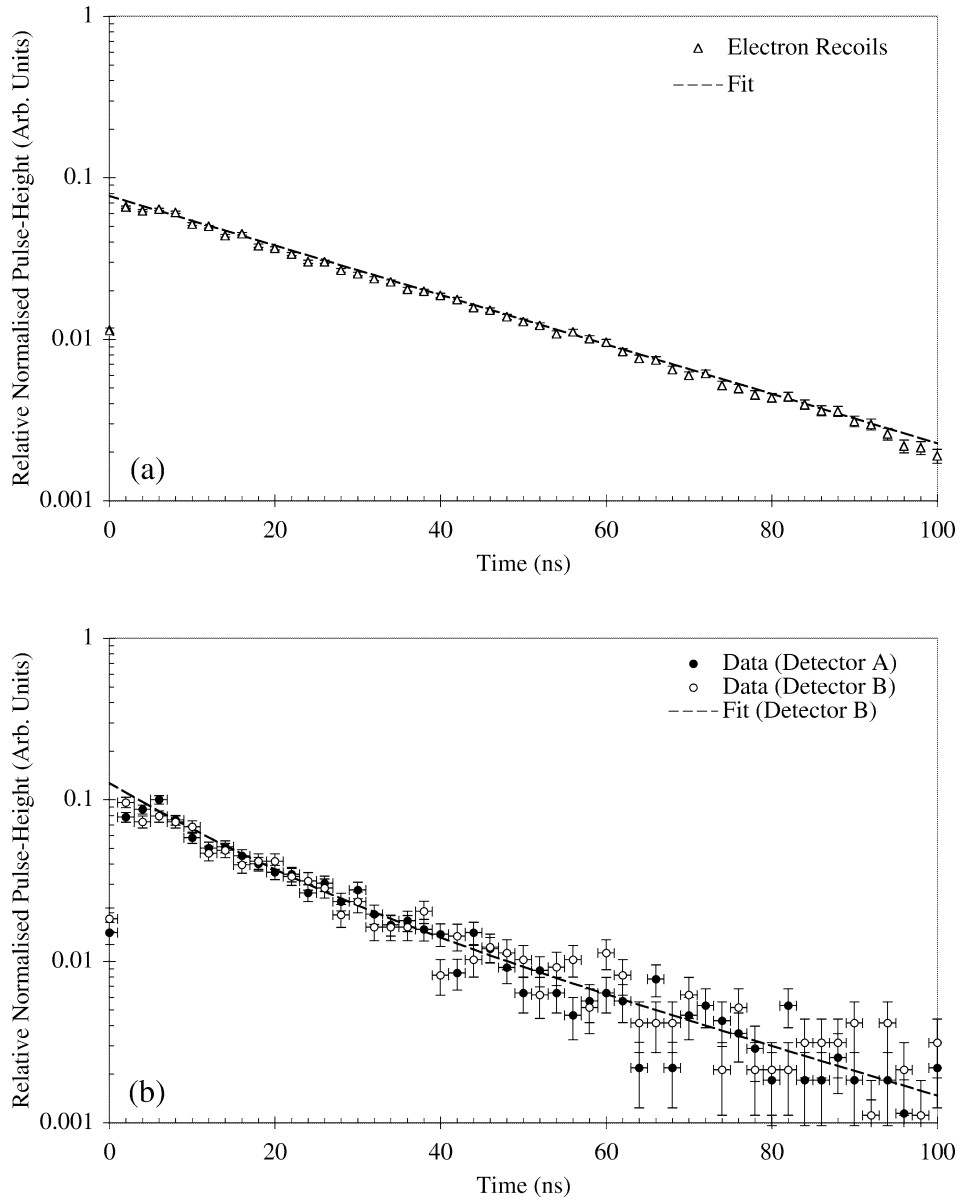 Relative Normalised Pulse-Height (Arb. Units)
1
0.1
0.01
0.001
Electron Recoils
Fit
(a)
0 20 40 60 80 100
Time (ns)
Relative Normalised Pulse-Height (Arb. Units)
1
0.1
0.01
0.001
Data (Detector A)
Data (Detector B)
Fit (Detector B)
(b)
0 20 40 60 80 100
Time (ns)